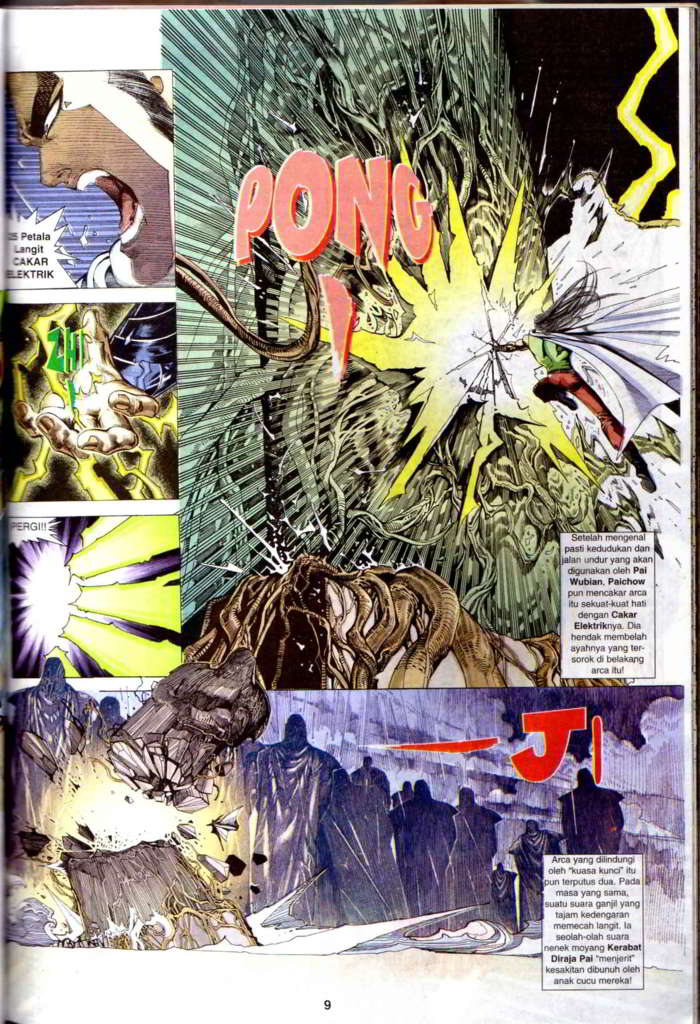 PONG
!
25 Petala
Langit
CAKAR
ELEKTRIK
ZHI
!
PERGI!!
Setelah mengenal
pasti kedudukan dan
jalan undur yang akan
digunakan oleh Pai
Wubian, Paichow
pun mencakar arca
itu sekuat-kuat hati
dengan Cakar
Elektriknya. Dia
hendak membelah
ayahnya yang ter-
sorok di belakang
arca itu!
JI
Arca yang dilindungi
oleh "kuasa kunci" itu
pun terputus dua. Pada
masa yang sama,
suatu suara ganjil yang
tajam kedengaran
memecah langit. Ia
seolah-olah suara
nenek moyang Kerabat
Diraja Pai "menjerit"
kesakitan dibunuh oleh
anak cucu mereka!
9